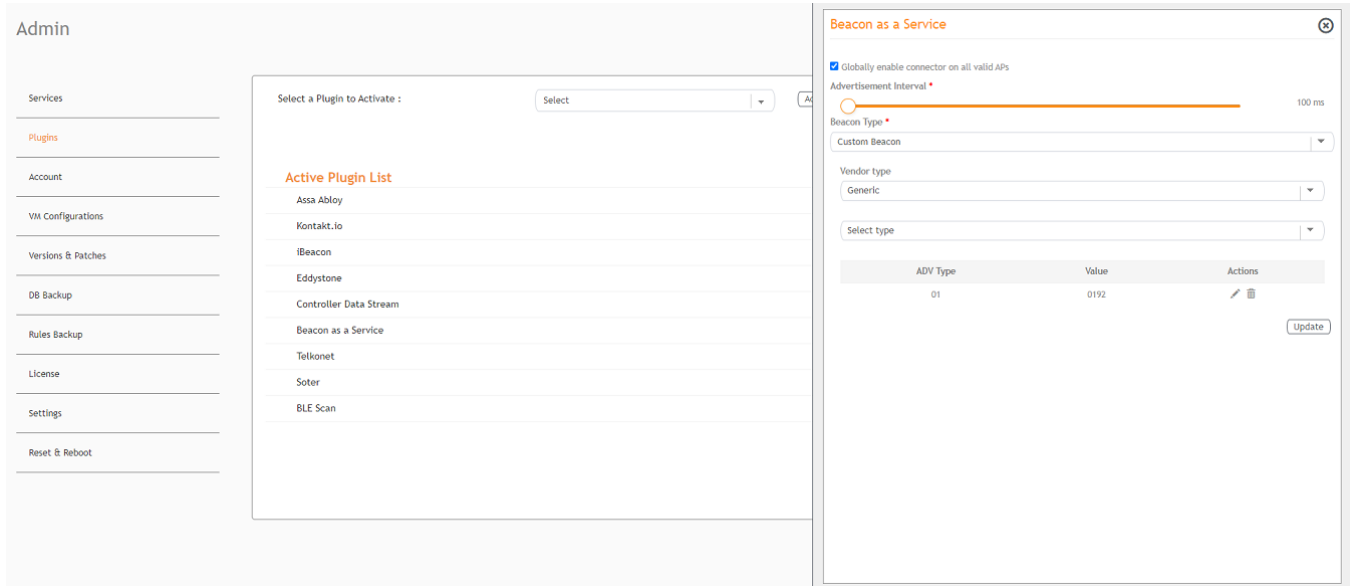 Admin
Services
Plugins
Account
VM Configurations
Versions & Patches
DB Backup
Rules Backup
License
Settings
Reset & Reboot
Select a Plugin to Activate :
Select
Ac
Active Plugin List
Assa Abloy
Kontakt.io
iBeacon
Eddystone
Controller Data Stream
Beacon as a Service
Telkonet
Soter
BLE Scan
Beacon as a Service
Globally enable connector on all valid APs
Advertisement Interval *
100 ms
Beacon Type *
Custom Beacon
Vendor type
Generic
Select type
ADV Type Value Actions
01 0192
Update